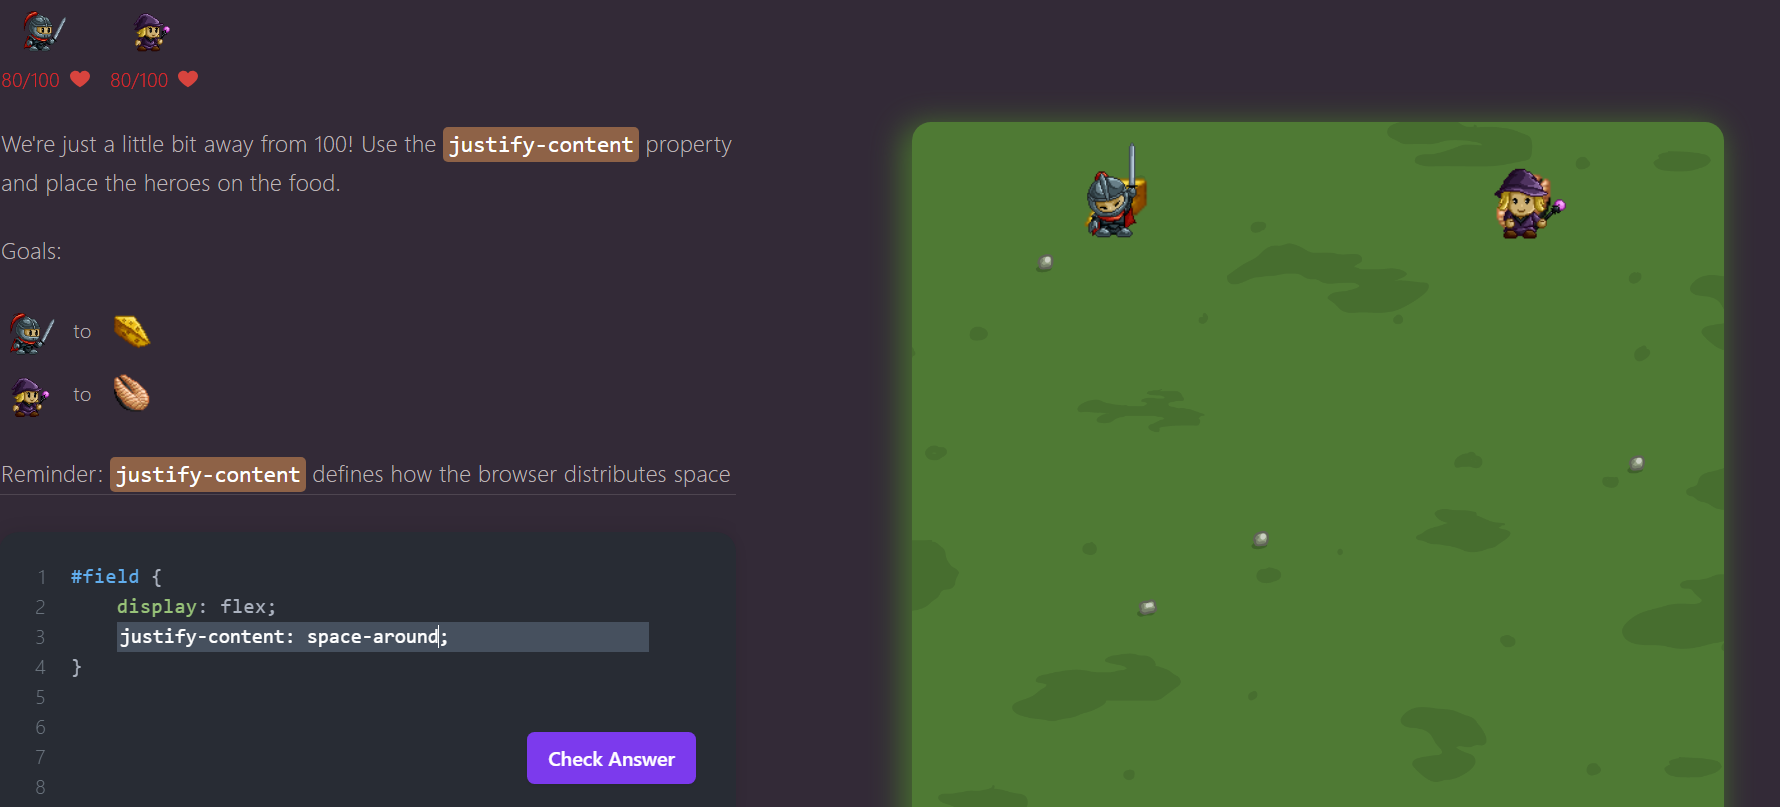 80/100 80/100
We're just a little bit away from 100! Use the justify-content property
and place the heroes on the food.
Goals:
to
to
Reminder: justify-content defines how the browser distributes space
1 #field {
2 display: flex;
3 justify-content: space-around;
4 }
5
6
7
8
Check Answer